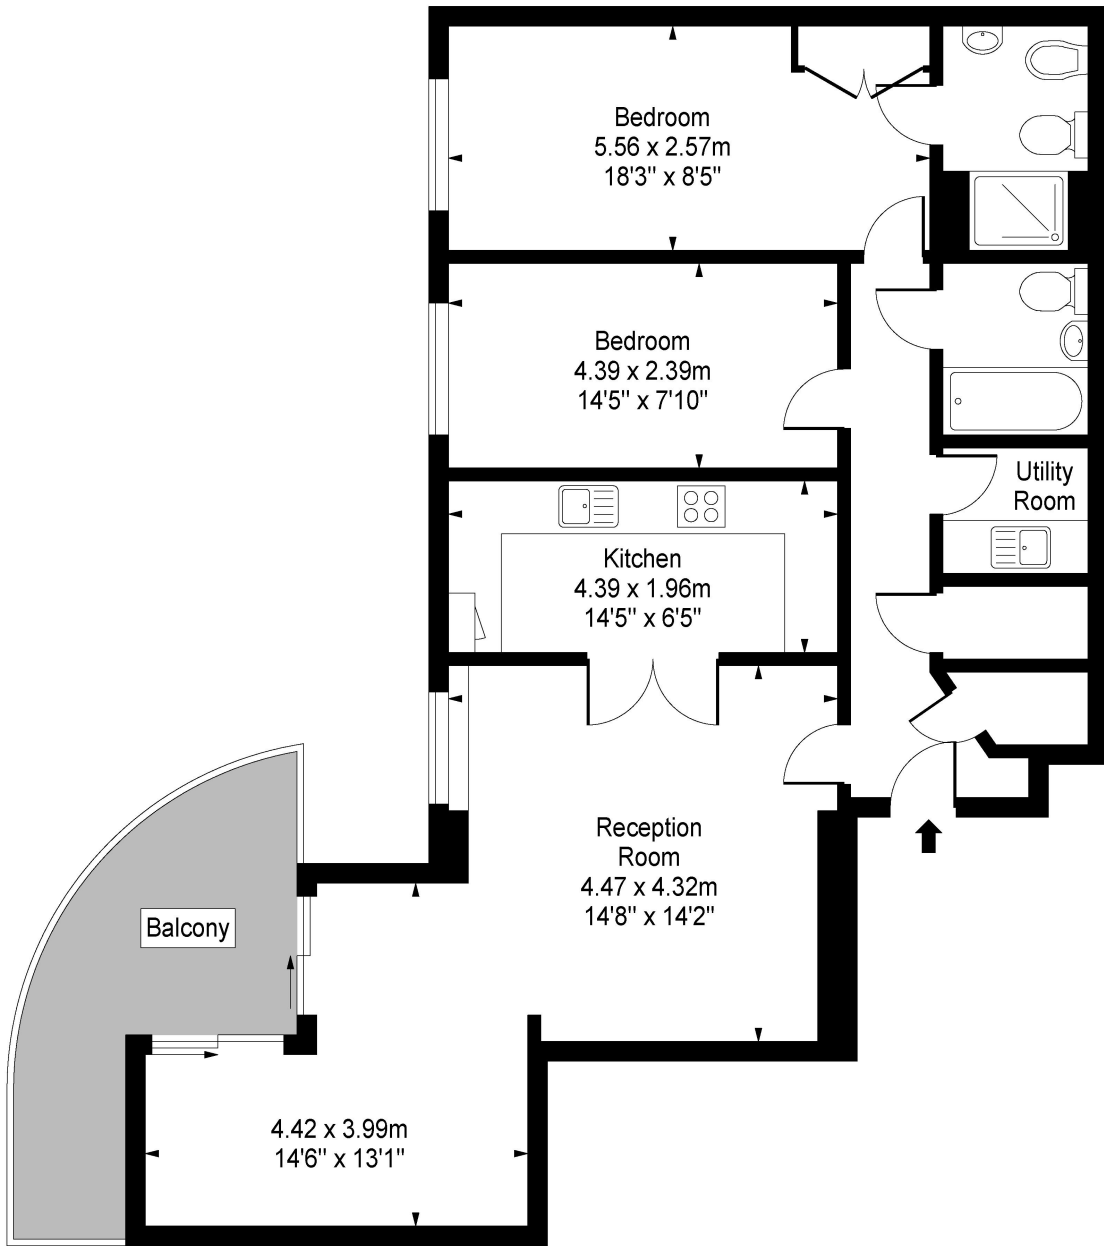 Bedroom
5.56 x 2.57m
18'3" x 8'5"
Bedroom
4.39 x 2.39m
14'5" x 7'10"
Utility
Room
Kitchen
4.39 x 1.96m
14'5" x 6'5"
Reception
Room
4.47 x 4.32m
14'8" x 14'2"
Balcony
4.42 x 3.99m
14'6" x 13'1"